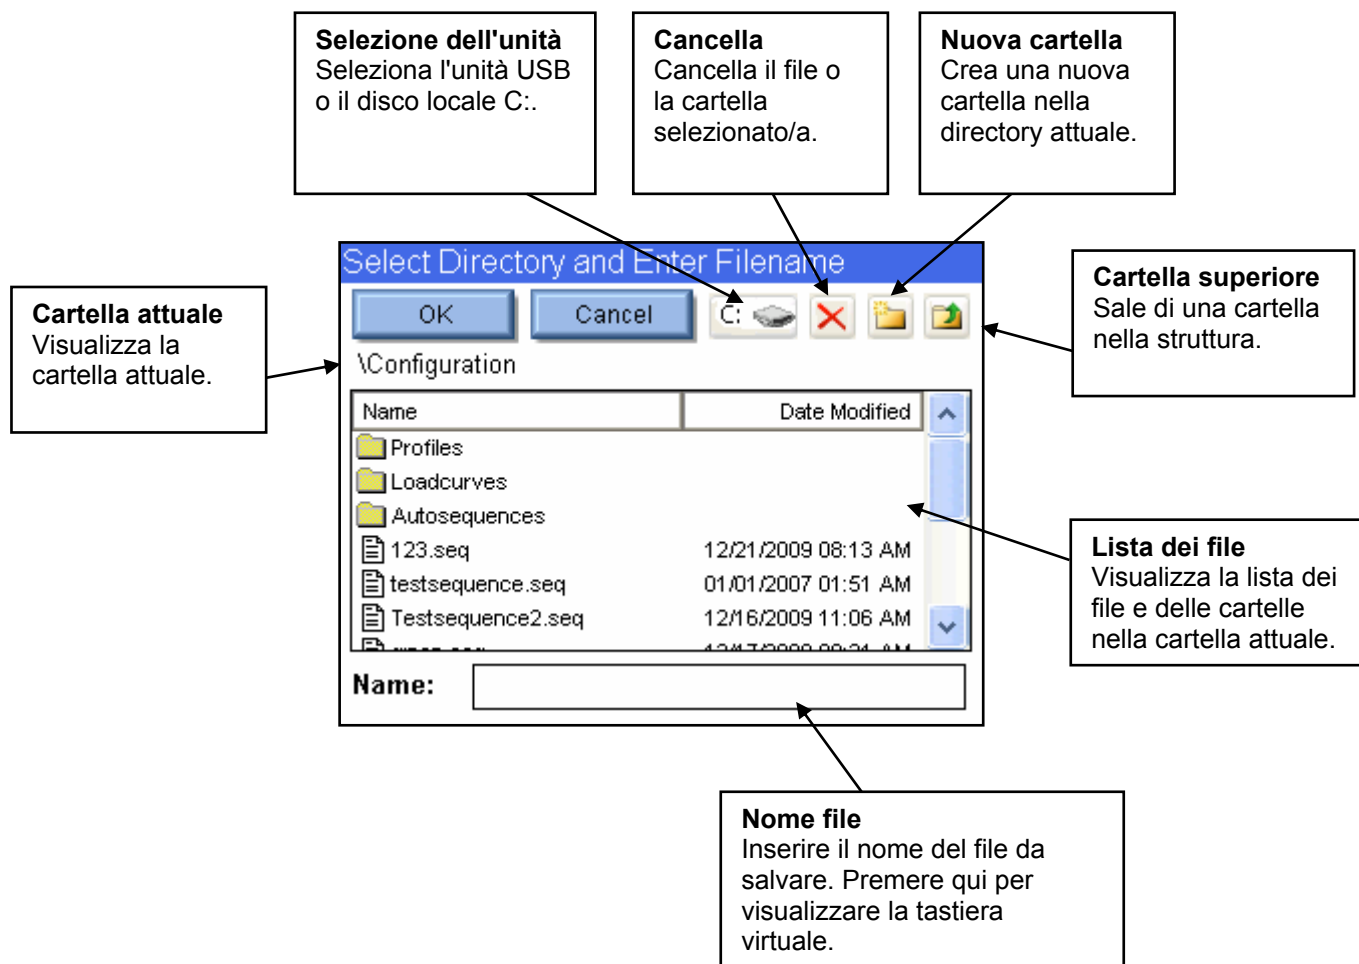 Selezione dell'unità
Seleziona l'unità USB
o il disco locale C:.
Cancella
Cancella il file o
la cartella
selezionato/a.
Nuova cartella
Crea una nuova
cartella nella
directory attuale.
Cartella attuale
Visualizza la
cartella attuale.
Select Directory and Enter Filename
OK
Cancel
C:
\Configuration
Name
Date Modified
Profiles
Loadcurves
Autosequences
123.seq
12/21/2009 08:13 AM
testsequence.seq
01/01/2007 01:51 AM
Testsequence2.seq
12/16/2009 11:06 AM
Name:
Cartella superiore
Sale di una cartella
nella struttura.
Lista dei file
Visualizza la lista dei
file e delle cartelle
nella cartella attuale.
Nome file
Inserire il nome del file da
salvare. Premere qui per
visualizzare la tastiera
virtuale.